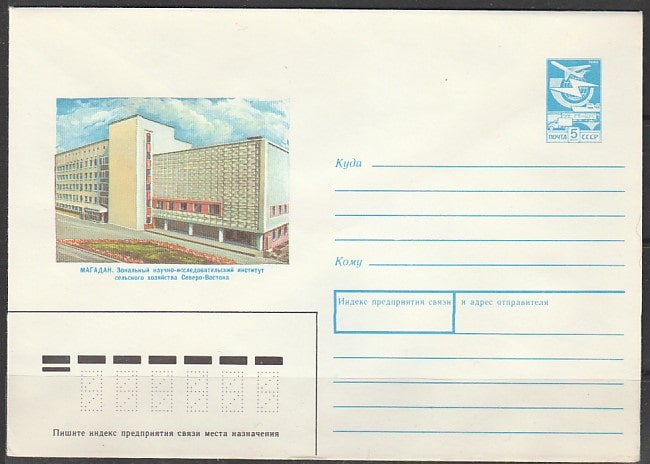 ПОЧТА 5 СССР
МАГАДАН. Зональный научно-исследовательский институт
сельского хозяйства Северо-Востока
Куда
Кому
Индекс предприятия связи и адрес отправителя
Пишите индекс предприятия связи места назначения